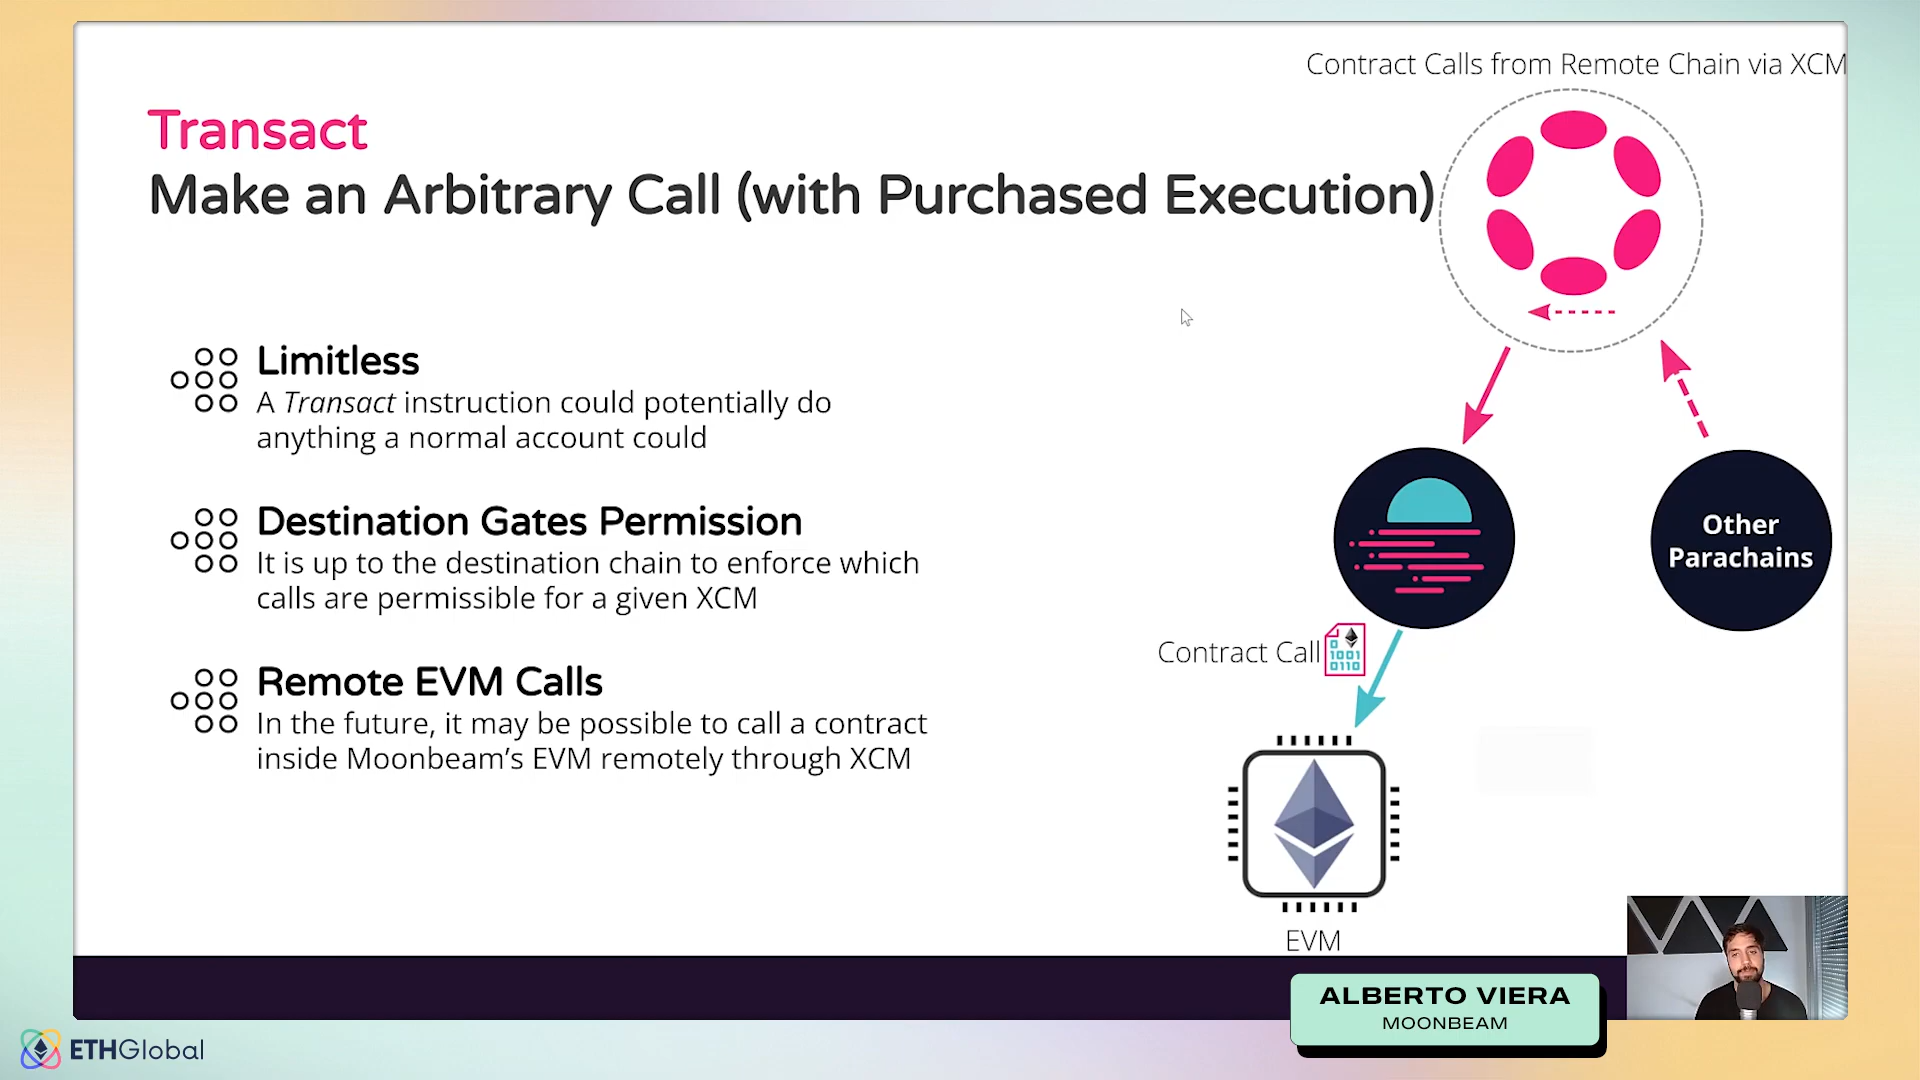 Contract Calls from Remote Chain via XCM
Transact
Make an Arbitrary Call (with Purchased Execution)
Limitless
A Transact instruction could potentially do
anything a normal account could
Destination Gates Permission
It is up to the destination chain to enforce which
calls are permissible for a given XCM
Remote EVM Calls
In the future, it may be possible to call a contract
inside Moonbeam’s EVM remotely through XCM
Other
Parachains
Contract Call
1001
0110
EVM
ALBERTO VIERA
MOONBEAM
ETHGlobal